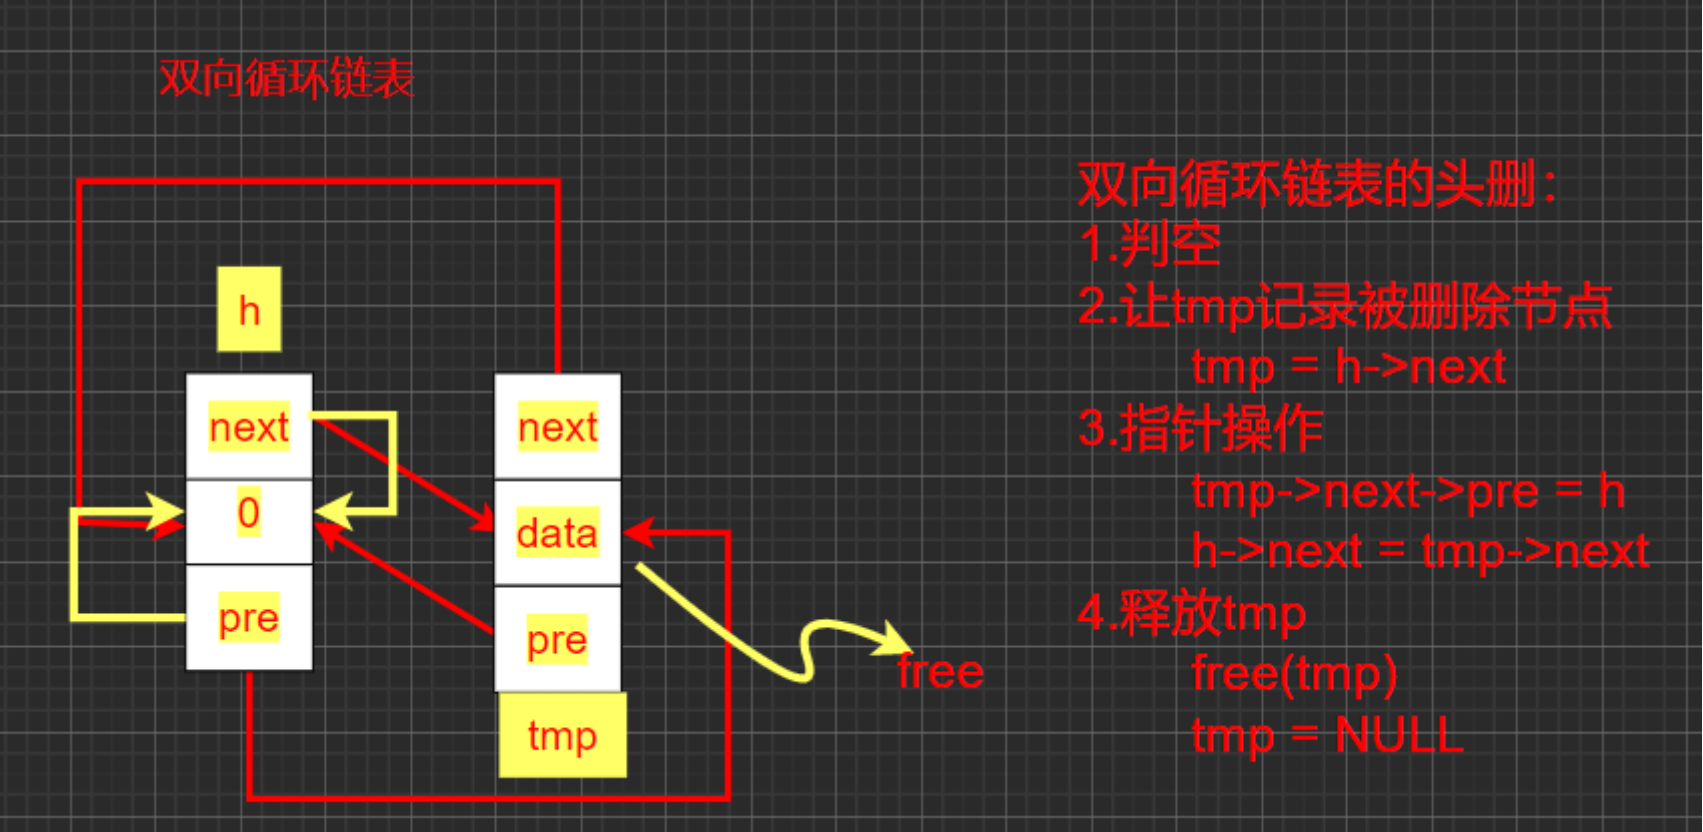 双向循环链表
h
next
0
pre
next
data
pre
tmp
free
双向循环链表的头删：
1.判空
2.让tmp记录被删除节点
tmp = h->next
3.指针操作
tmp->next->pre = h
h->next = tmp->next
4.释放tmp
free(tmp)
tmp = NULL